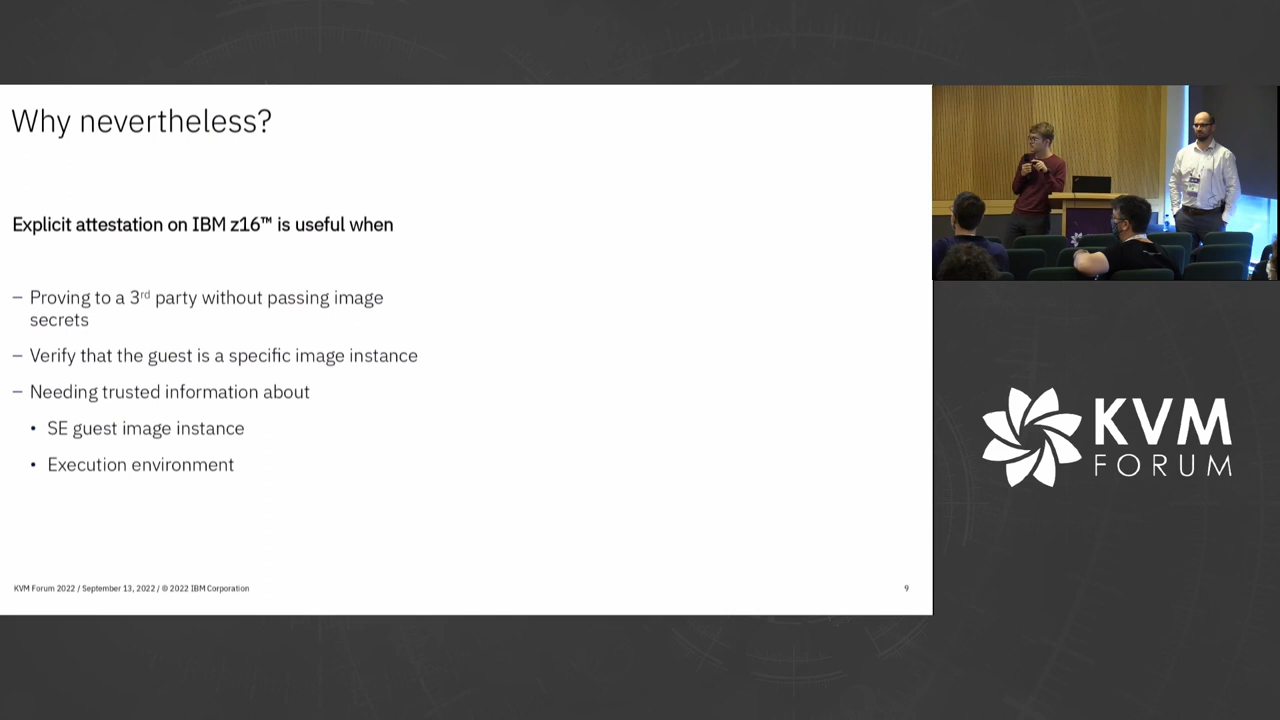 Why nevertheless?
Explicit attestation on IBM z16™ is useful when
– Proving to a 3rd party without passing image
secrets
– Verify that the guest is a specific image instance
– Needing trusted information about
• SE guest image instance
• Execution environment
KVM Forum 2022 / September 13, 2022 / © 2022 IBM Corporation
9
KVM
FORUM